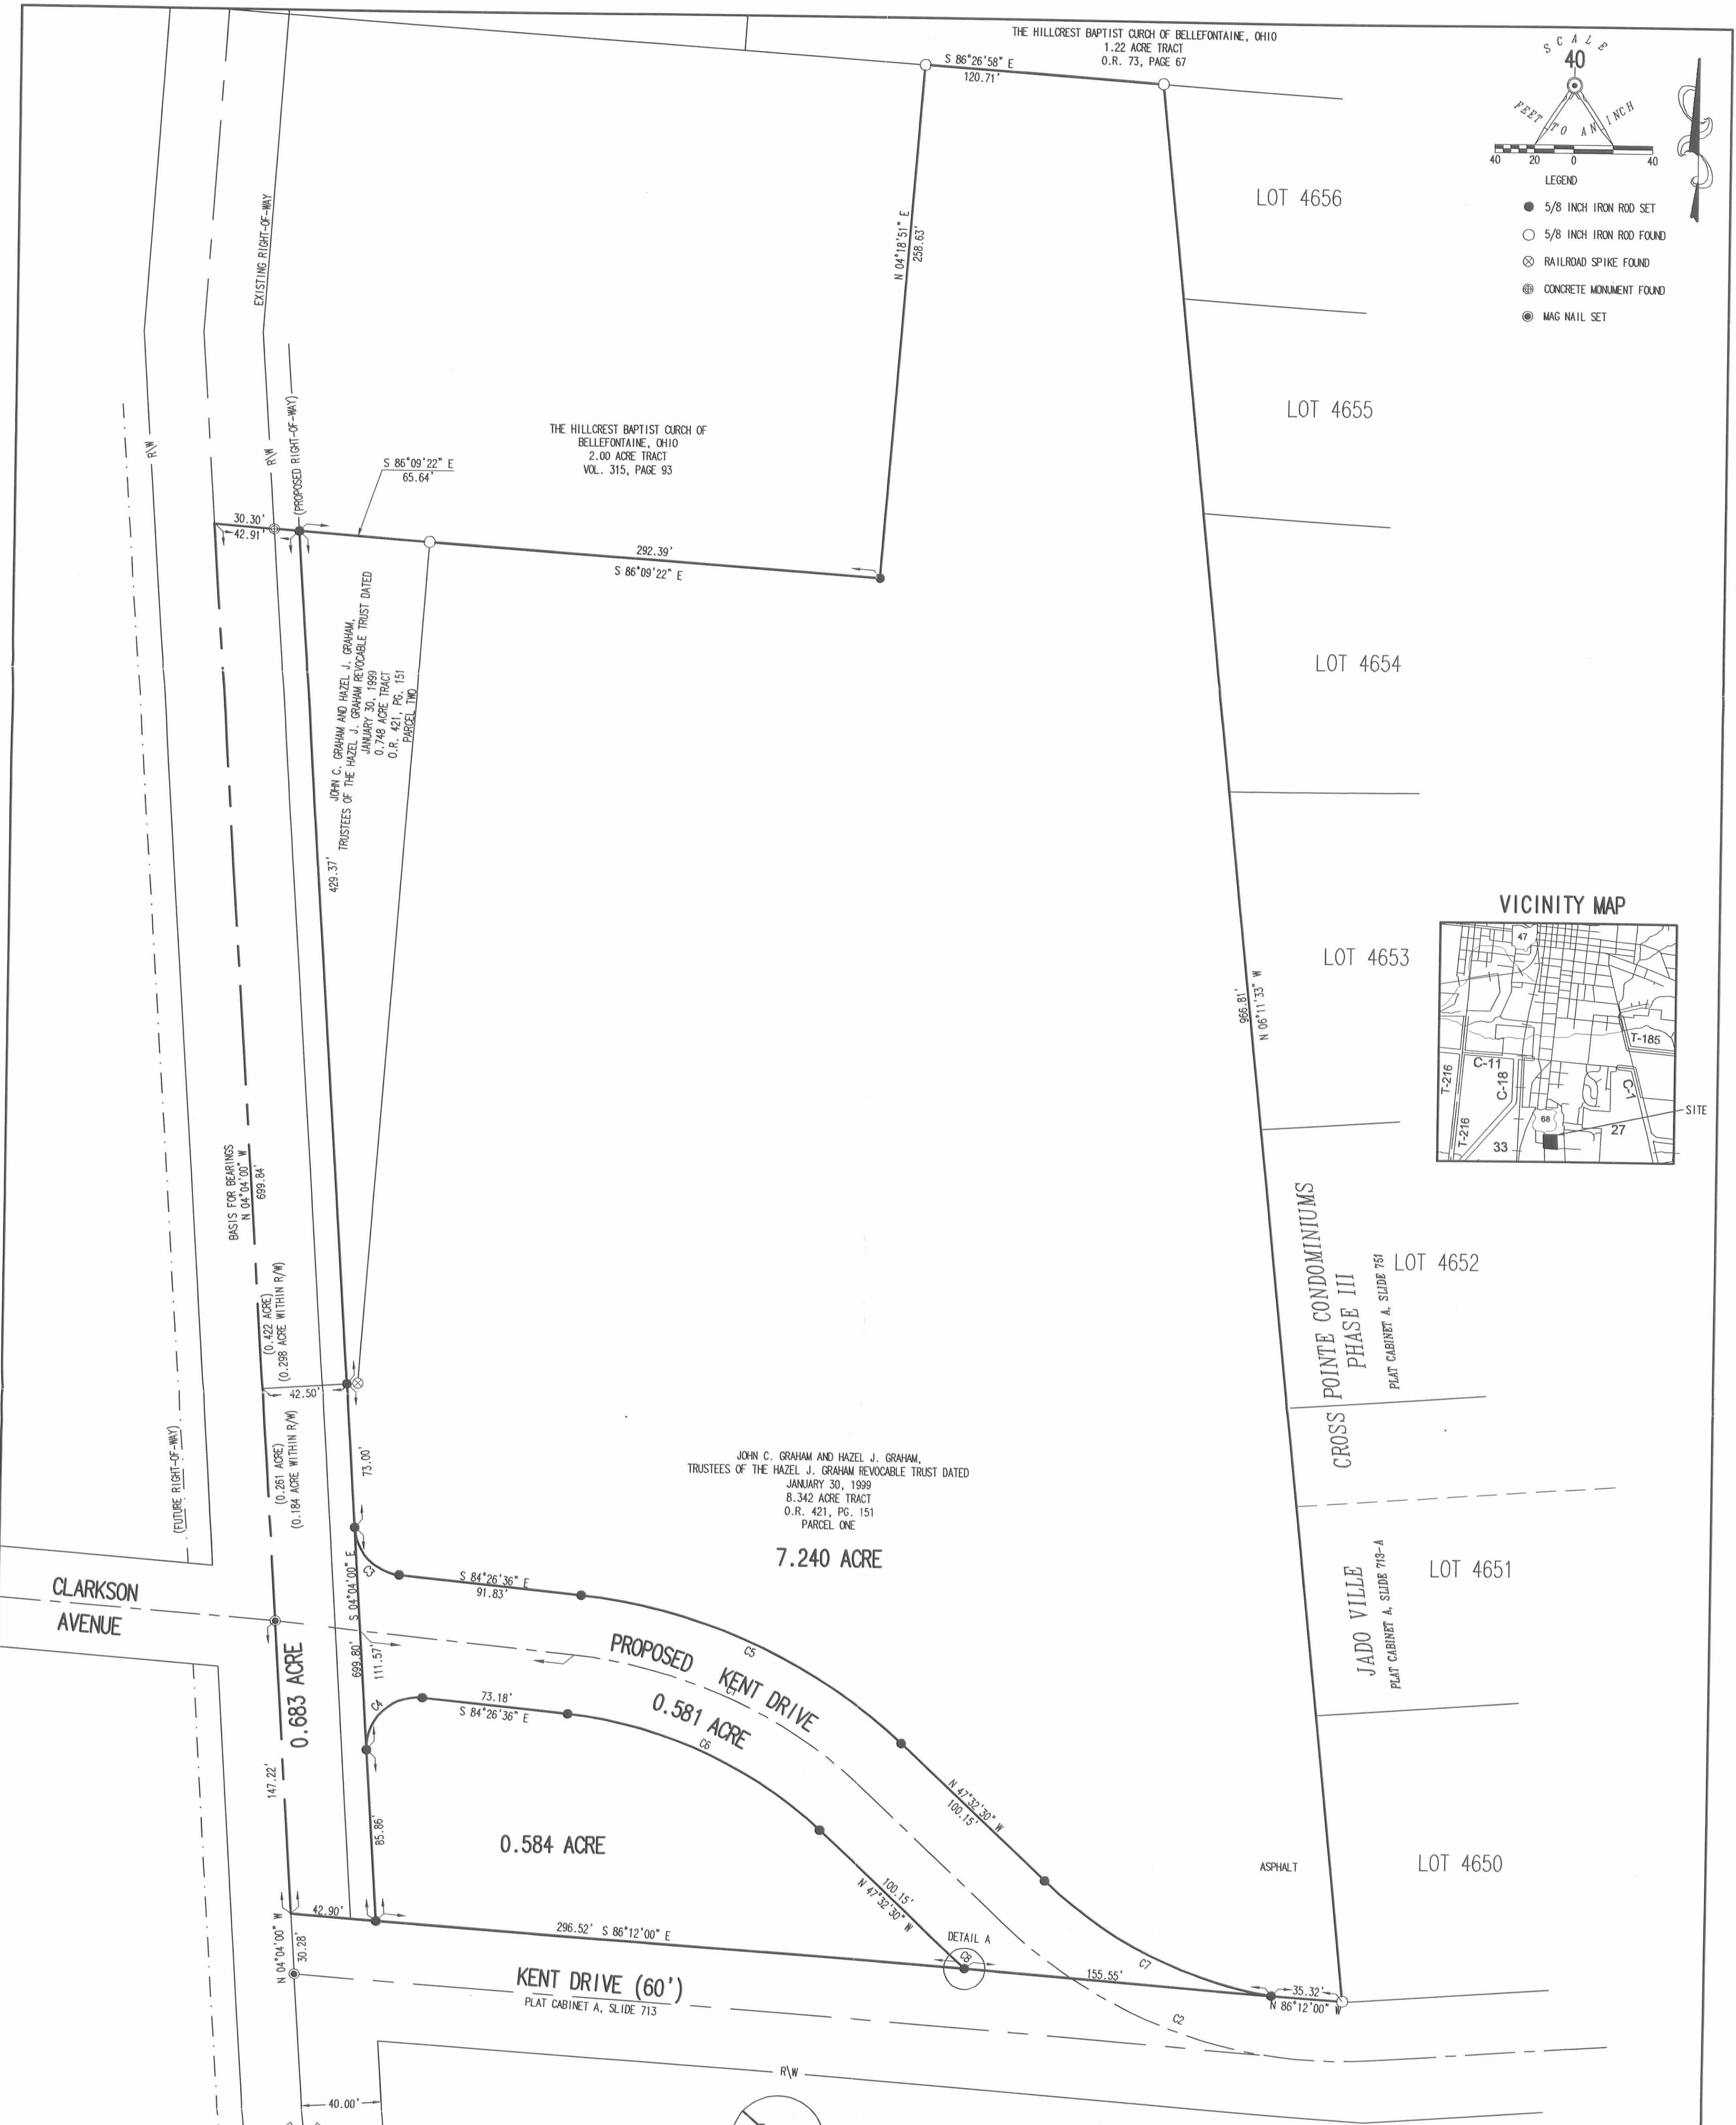 THE HILLCREST BAPTIST CURCH OF BELLEFONTAINE, OHIO
1.22 ACRE TRACT
O.R. 73, PAGE 67
S 86°26'58" E
120.71'
SCALE
40
FEET TO AN INCH
40 20 0 40
LEGEND
5/8 INCH IRON ROD SET
5/8 INCH IRON ROD FOUND
RAILROAD SPIKE FOUND
CONCRETE MONUMENT FOUND
MAG NAIL SET
LOT 4656
LOT 4655
LOT 4654
LOT 4653
LOT 4652
LOT 4651
LOT 4650
EXISTING RIGHT-OF-WAY
N 04°18'51" E
258.63'
R\W
R\W
(PROPOSED RIGHT-OF-WAY)
THE HILLCREST BAPTIST CURCH OF
BELLEFONTAINE, OHIO
2.00 ACRE TRACT
VOL. 315, PAGE 93
S 86°09'22" E
65.64'
30.30'
42.91'
292.39'
S 86°09'22" E
JOHN C. GRAHAM AND HAZEL J. GRAHAM,
TRUSTEES OF THE HAZEL J. GRAHAM REVOCABLE TRUST DATED
JANUARY 30, 1999
0.748 ACRE TRACT
O.R. 421, PG. 151
PARCEL TWO
429.37'
966.81'
N 06°11'33" W
VICINITY MAP
47
T-185
C-11
C-18
T-216
T-216
C-1
68
33
27
SITE
BASIS FOR BEARINGS
N 04°04'00" W
699.84'
(0.422 ACRE)
(0.298 ACRE WITHIN R/W)
42.50'
(0.261 ACRE)
(0.184 ACRE WITHIN R/W)
73.00'
CROSS POINTE CONDOMINIUMS
PHASE III
PLAT CABINET A, SLIDE 751
JADO VILLE
PLAT CABINET A, SLIDE 713-A
JOHN C. GRAHAM AND HAZEL J. GRAHAM,
TRUSTEES OF THE HAZEL J. GRAHAM REVOCABLE TRUST DATED
JANUARY 30, 1999
8.342 ACRE TRACT
O.R. 421, PG. 151
PARCEL ONE
7.240 ACRE
(FUTURE RIGHT-OF-WAY)
CLARKSON
AVENUE
C3
S 84°26'36" E
91.83'
S 04°04'00" E
699.80'
111.57'
C5
PROPOSED KENT DRIVE
C1
0.581 ACRE
0.683 ACRE
C4
73.18'
S 84°26'36" E
C6
147.22'
85.86'
N 47°32'30" W
100.15'
100.15'
N 47°32'30" W
0.584 ACRE
ASPHALT
42.90'
296.52' S 86°12'00" E
DETAIL A
C8
155.55'
C7
35.32'
N 86°12'00" W
N 04°04'00" W
30.28'
KENT DRIVE (60')
PLAT CABINET A, SLIDE 713
C2
R\W
40.00'